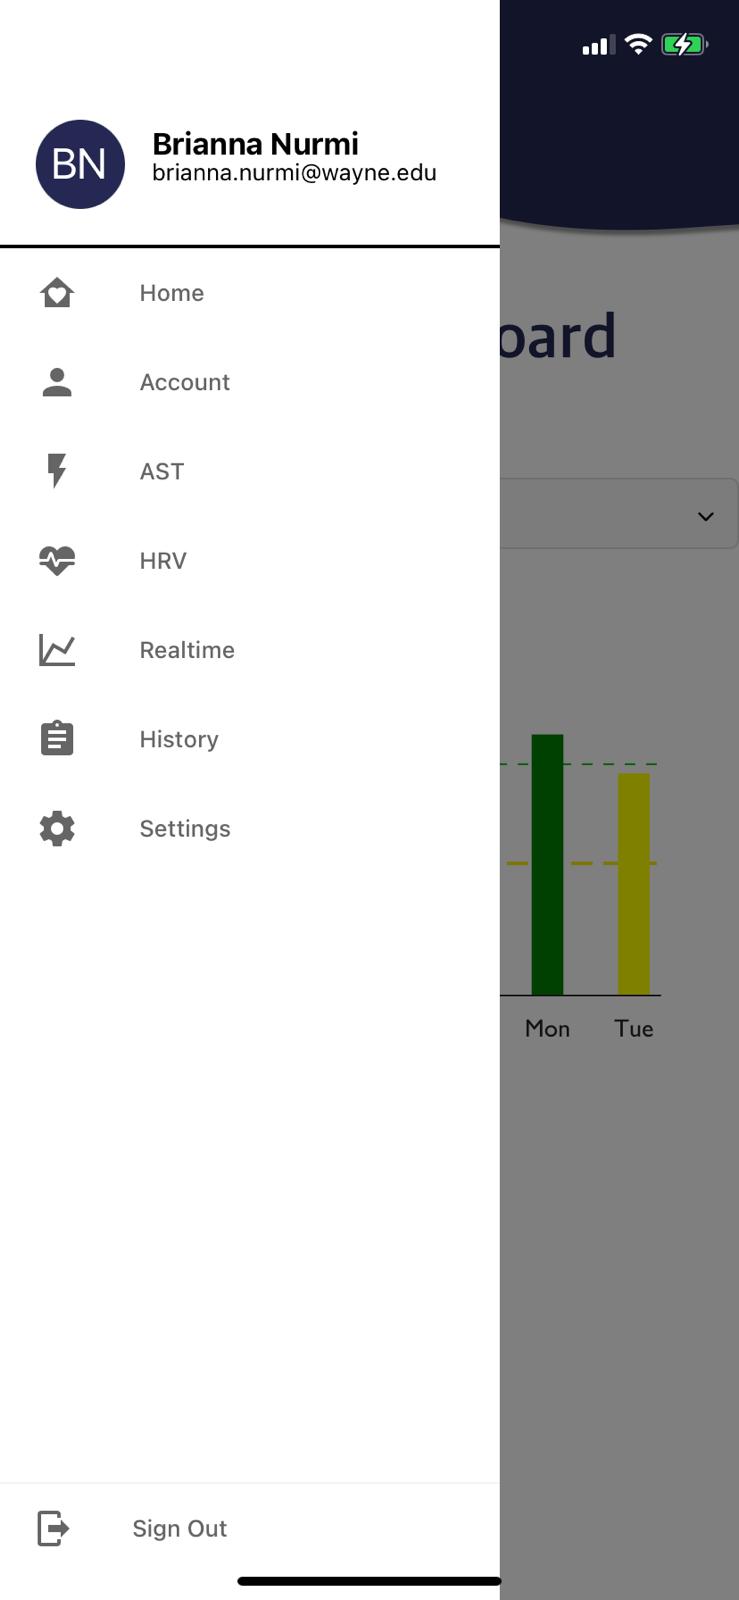 BN
Brianna Nurmi
brianna.nurmi@wayne.edu
Home
oard
Account
AST
HRV
Realtime
History
Settings
Mon Tue
Sign Out